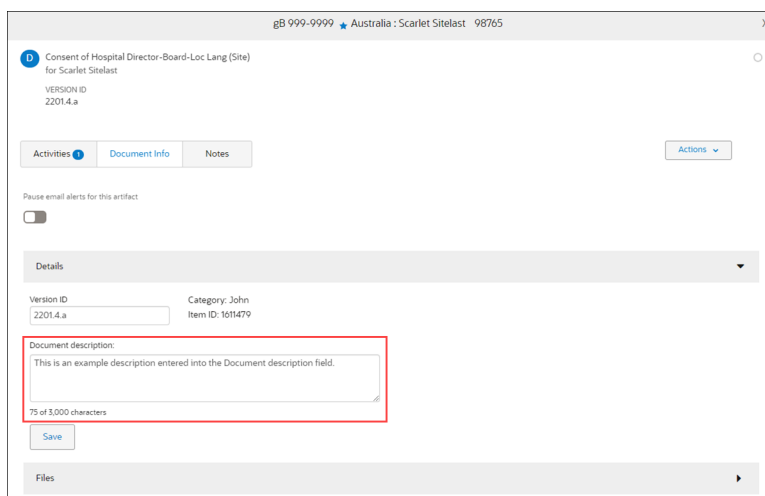 gB 999-9999 Australia : Scarlet Sitelast 98765
D Consent of Hospital Director-Board-Loc Lang (Site)
for Scarlet Sitelast
VERSION ID
2201.4.a
Activities 1 Document Info Notes Actions
Pause email alerts for this artifact
Details
Version ID Category: John
2201.4.a Item ID: 1611479
Document description:
This is an example description entered into the Document description field.
75 of 3,000 characters
Save
Files